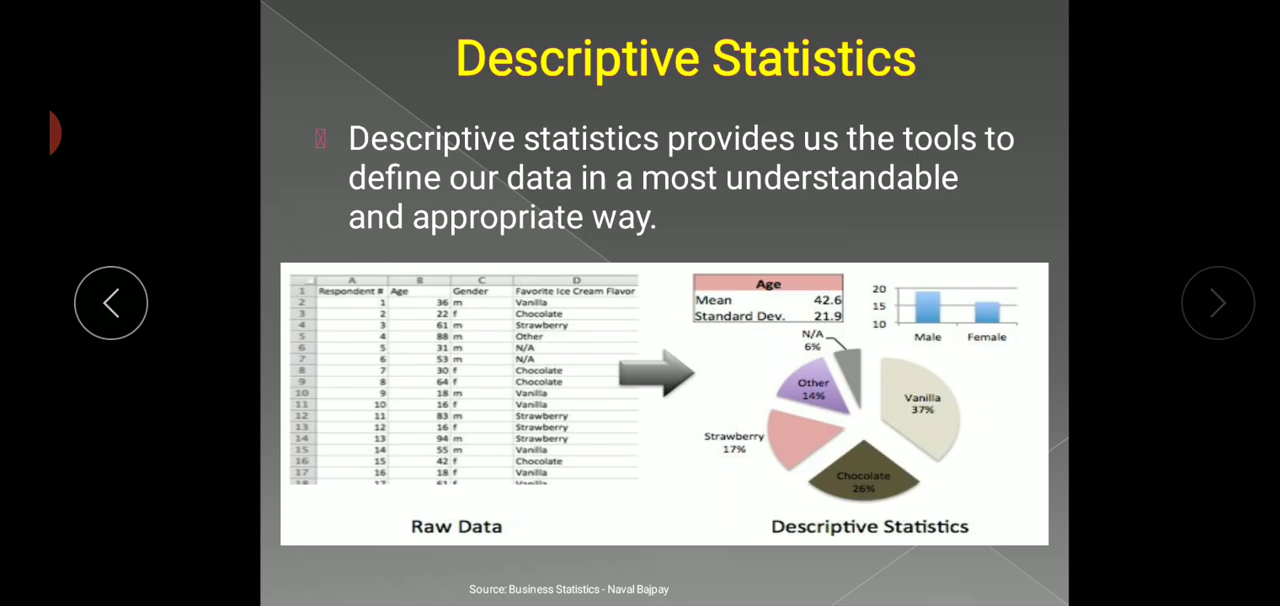 Descriptive Statistics
Descriptive statistics provides us the tools to
define our data in a most understandable
and appropriate way.
A B C D
1 Respondent # Age Gender Favorite Ice Cream Flavor
2 1 36 m Vanilla
3 2 22 f Chocolate
4 3 61 m Strawberry
5 4 88 m Other
6 5 31 m N/A
7 6 53 m N/A
8 7 30 f Chocolate
9 8 64 f Chocolate
10 9 18 m Vanilla
11 10 16 f Vanilla
12 11 83 m Strawberry
13 12 16 f Strawberry
14 13 94 m Strawberry
15 14 55 m Vanilla
16 15 42 f Chocolate
17 16 18 f Vanilla
Raw Data
Age
Mean 42.6
Standard Dev. 21.9
20
15
10
Male Female
N/A
6%
Other
14%
Vanilla
37%
Strawberry
17%
Chocolate
26%
Descriptive Statistics
Source: Business Statistics - Naval Bajpay